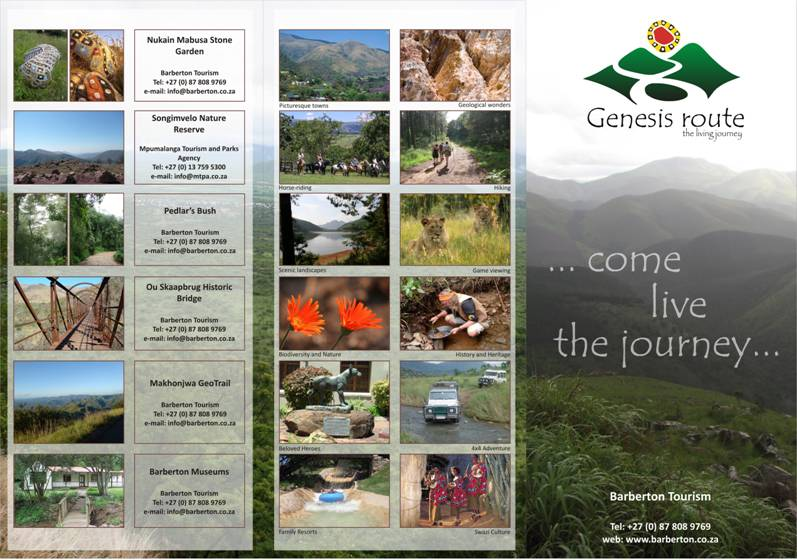 Nukain Mabusa Stone
Garden
Barberton Tourism
Tel: +27 (0) 87 808 9769
e-mail: info@barberton.co.za
Songimvelo Nature
Reserve
Mpumalanga Tourism and Parks
Agency
Tel: +27 (0) 13 759 5300
e-mail: info@mtpa.co.za
Pedlar's Bush
Barberton Tourism
Tel: +27 (0) 87 808 9769
e-mail: info@barberton.co.za
Ou Skaapbrug Historic
Bridge
Barberton Tourism
Tel: +27 (0) 87 808 9769
e-mail: info@barberton.co.za
Makhonjwa GeoTrail
Barberton Tourism
Tel: +27 (0) 87 808 9769
e-mail: info@barberton.co.za
Barberton Museums
Barberton Tourism
Tel: +27 (0) 87 808 9769
e-mail: info@barberton.co.za
Picturesque towns
Geological wonders
Horse-riding
Hiking
Scenic landscapes
Game viewing
Biodiversity and Nature
History and Heritage
Beloved Heroes
4x4 Adventure
Family Resorts
Swazi Culture
Genesis route
the living journey
... come
live
the journey...
Barberton Tourism
Tel: +27 (0) 87 808 9769
web: www.barberton.co.za